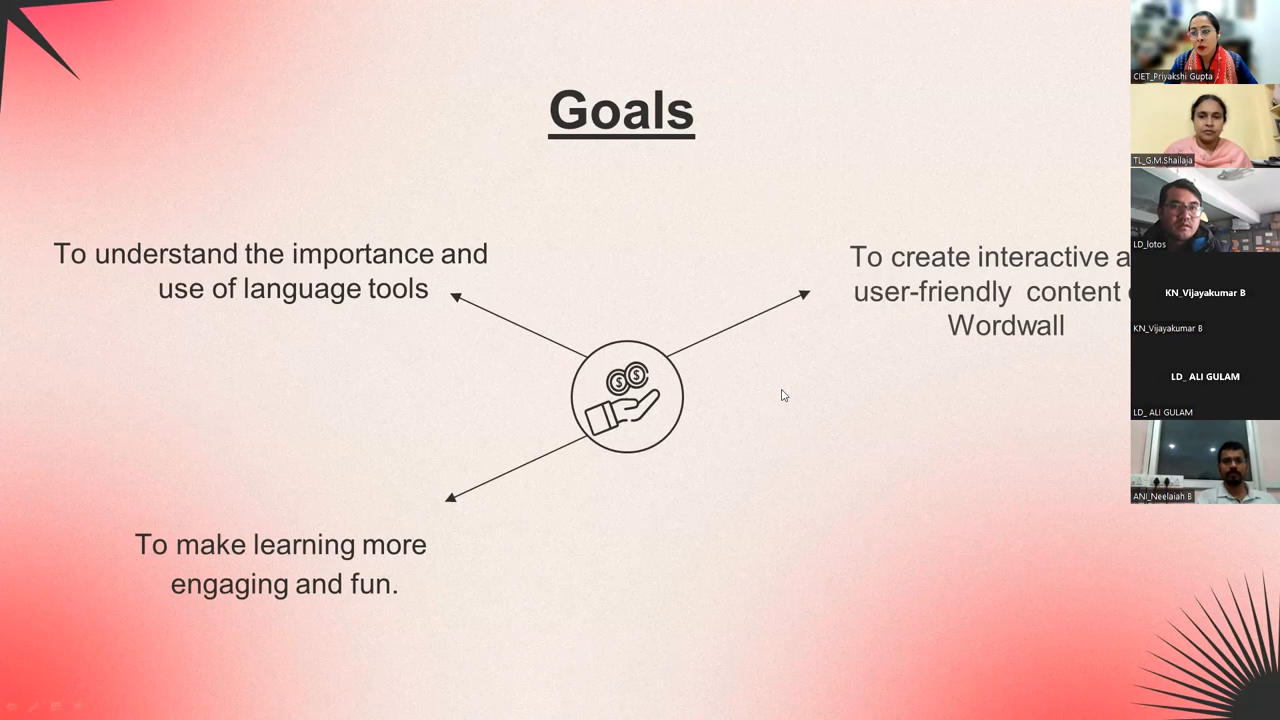 Goals
To understand the importance and
use of language tools
To create interactive
user-friendly content
Wordwall
To make learning more
engaging and fun.
CIET_Priyakshi Gupta
TL_G.M.Shailaja
LD_lotos
KN_Vijayakumar B
KN_Vijayakumar B
LD_ ALI GULAM
LD_ ALI GULAM
ANI_Neelaiah B